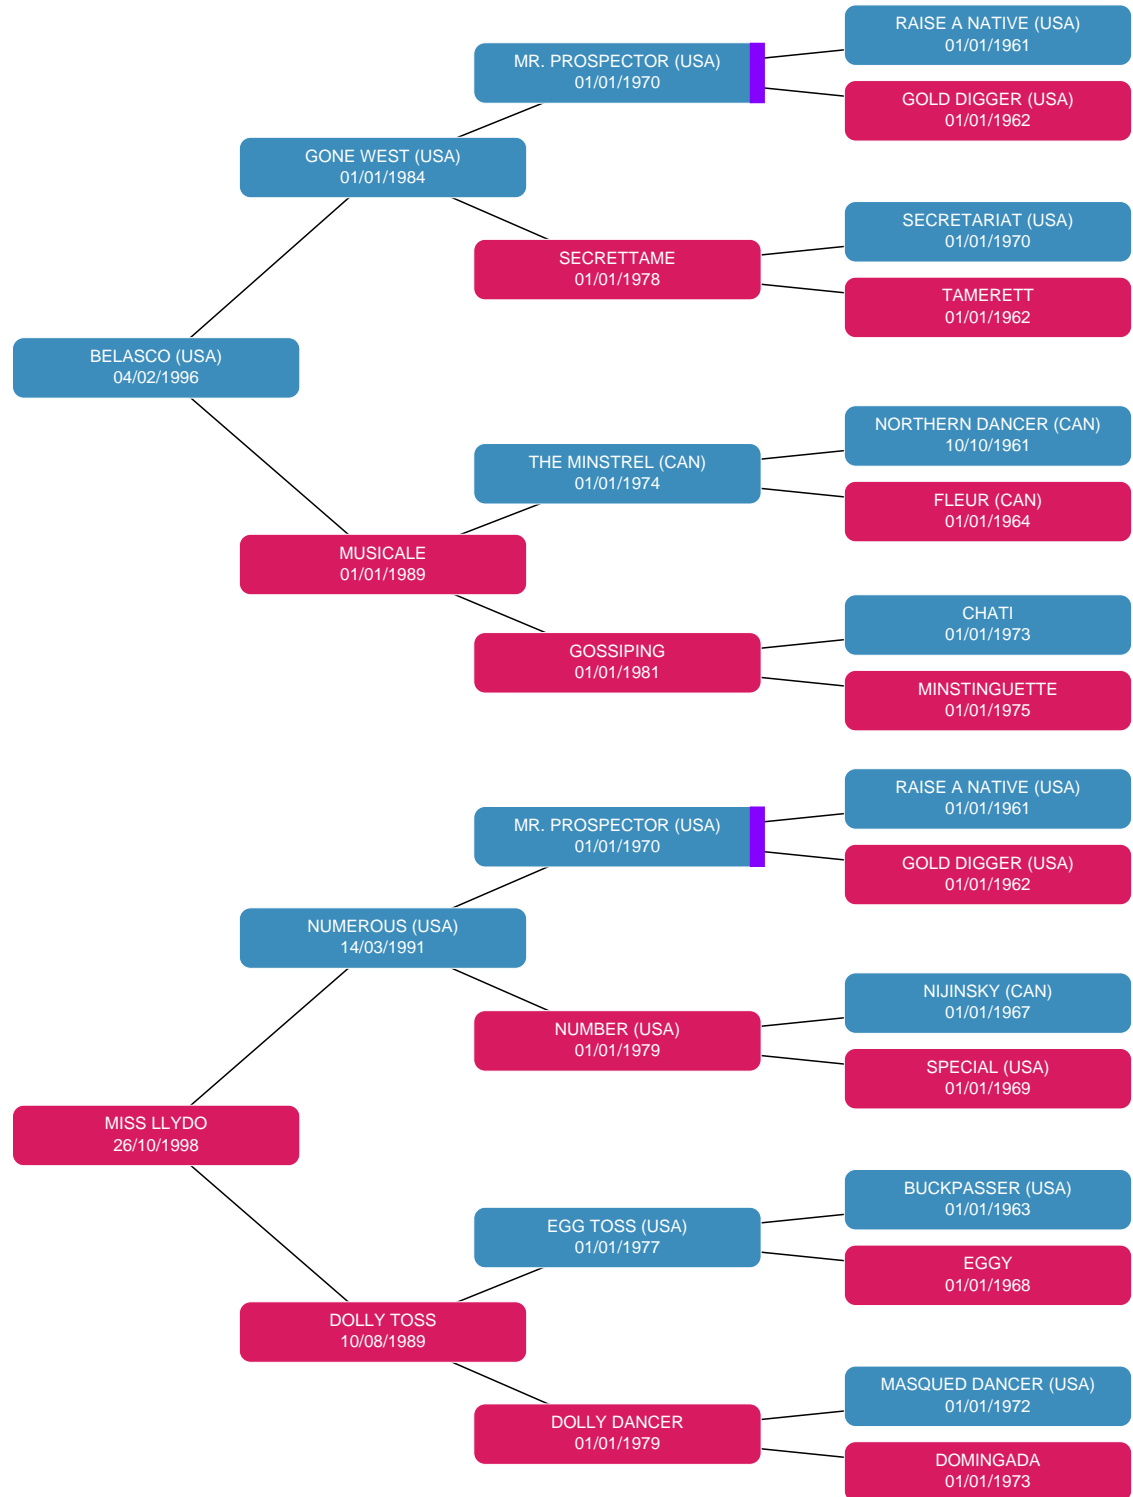 RAISE A NATIVE (USA)
01/01/1961
MR. PROSPECTOR (USA)
01/01/1970
GOLD DIGGER (USA)
01/01/1962
GONE WEST (USA)
01/01/1984
SECRETARIAT (USA)
01/01/1970
SECRETTAME
01/01/1978
TAMERETT
01/01/1962
BELASCO (USA)
04/02/1996
NORTHERN DANCER (CAN)
10/10/1961
THE MINSTREL (CAN)
01/01/1974
FLEUR (CAN)
01/01/1964
MUSICALE
01/01/1989
CHATI
01/01/1973
GOSSIPING
01/01/1981
MINSTINGUETTE
01/01/1975
RAISE A NATIVE (USA)
01/01/1961
MR. PROSPECTOR (USA)
01/01/1970
GOLD DIGGER (USA)
01/01/1962
NUMEROUS (USA)
14/03/1991
NIJINSKY (CAN)
01/01/1967
NUMBER (USA)
01/01/1979
SPECIAL (USA)
01/01/1969
MISS LLYDO
26/10/1998
BUCKPASSER (USA)
01/01/1963
EGG TOSS (USA)
01/01/1977
EGGY
01/01/1968
DOLLY TOSS
10/08/1989
MASQUED DANCER (USA)
01/01/1972
DOLLY DANCER
01/01/1979
DOMINGADA
01/01/1973